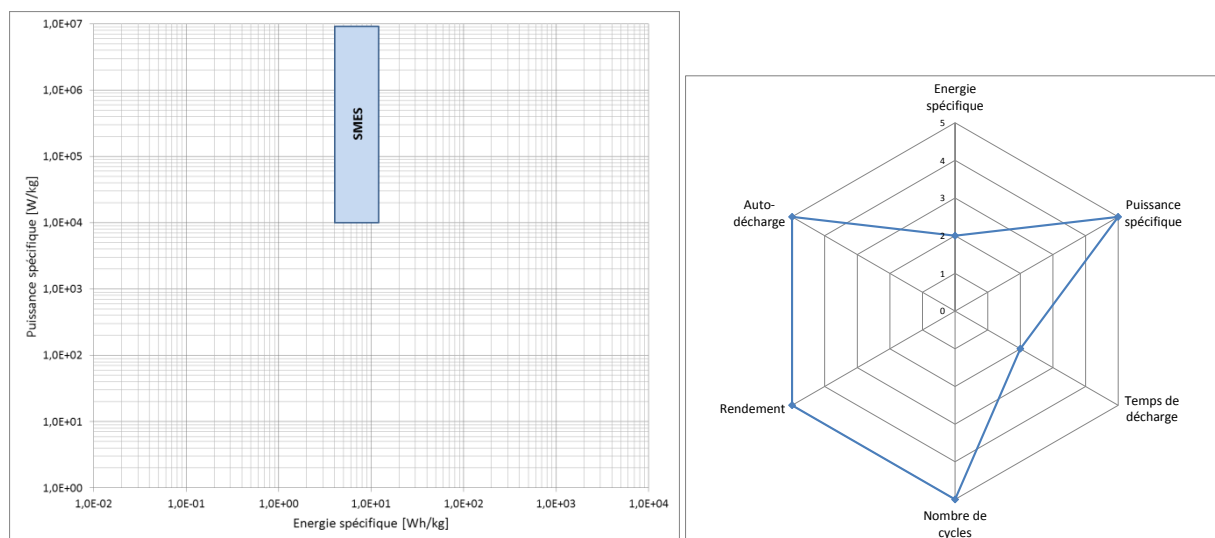 1,0E+07
1,0E+06
1,0E+05
1,0E+04
1,0E+03
1,0E+02
1,0E+01
1,0E+00
Puissance spécifique [W/kg]
SMES
1,0E-02
1,0E-01
1,0E+00
1,0E+01
1,0E+02
1,0E+03
1,0E+04
Energie spécifique [Wh/kg]
Energie
spécifique
5
4
3
2
1
0
Puissance
spécifique
Temps de
décharge
Nombre de
cycles
Rendement
Auto-
décharge